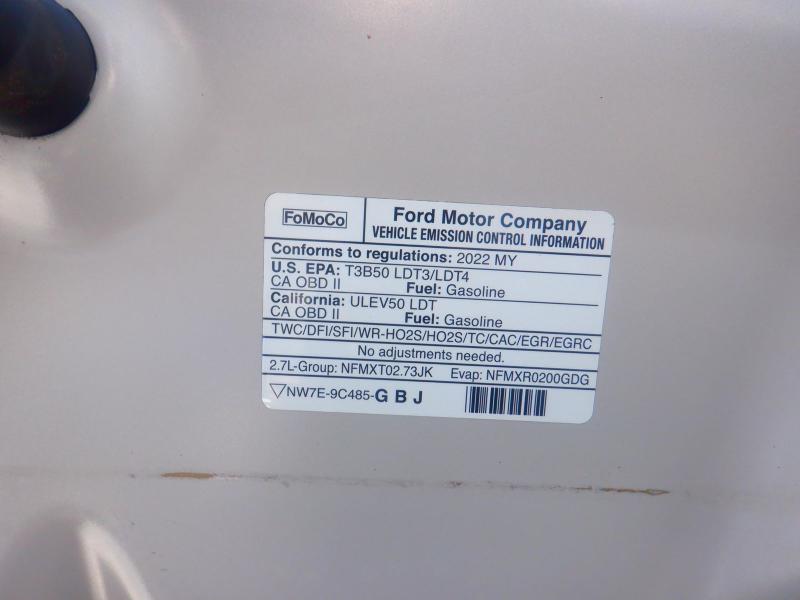 FoMoCo
Ford Motor Company
VEHICLE EMISSION CONTROL INFORMATION
Conforms to regulations: 2022 MY
U.S. EPA: T3B50 LDT3/LDT4
CA OBD II Fuel: Gasoline
California: ULEV50 LDT
CA OBD II Fuel: Gasoline
TWC/DFI/SFI/WR-HO2S/HO2S/TC/CAC/EGR/EGRC
No adjustments needed.
2.7L-Group: NFMXT02.73JK Evap: NFMXR0200GDG
NW7E-9C485-G B J